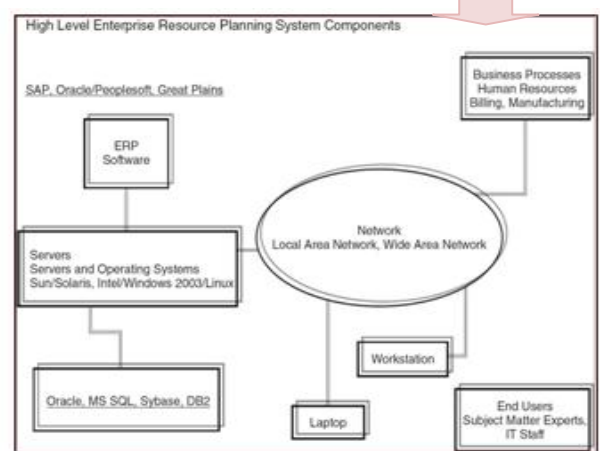 High Level Enterprise Resource Planning System Components
SAP, Oracle/Peoplesoft, Great Plains
Business Processes
Human Resources
Billing, Manufacturing
ERP
Software
Network
Local Area Network, Wide Area Network
Servers
Servers and Operating Systems
Sun/Solaris, Intel/Windows 2003/Linux
Workstation
Oracle, MS SQL, Sybase, DB2
Laptop
End Users
Subject Matter Experts,
IT Staff